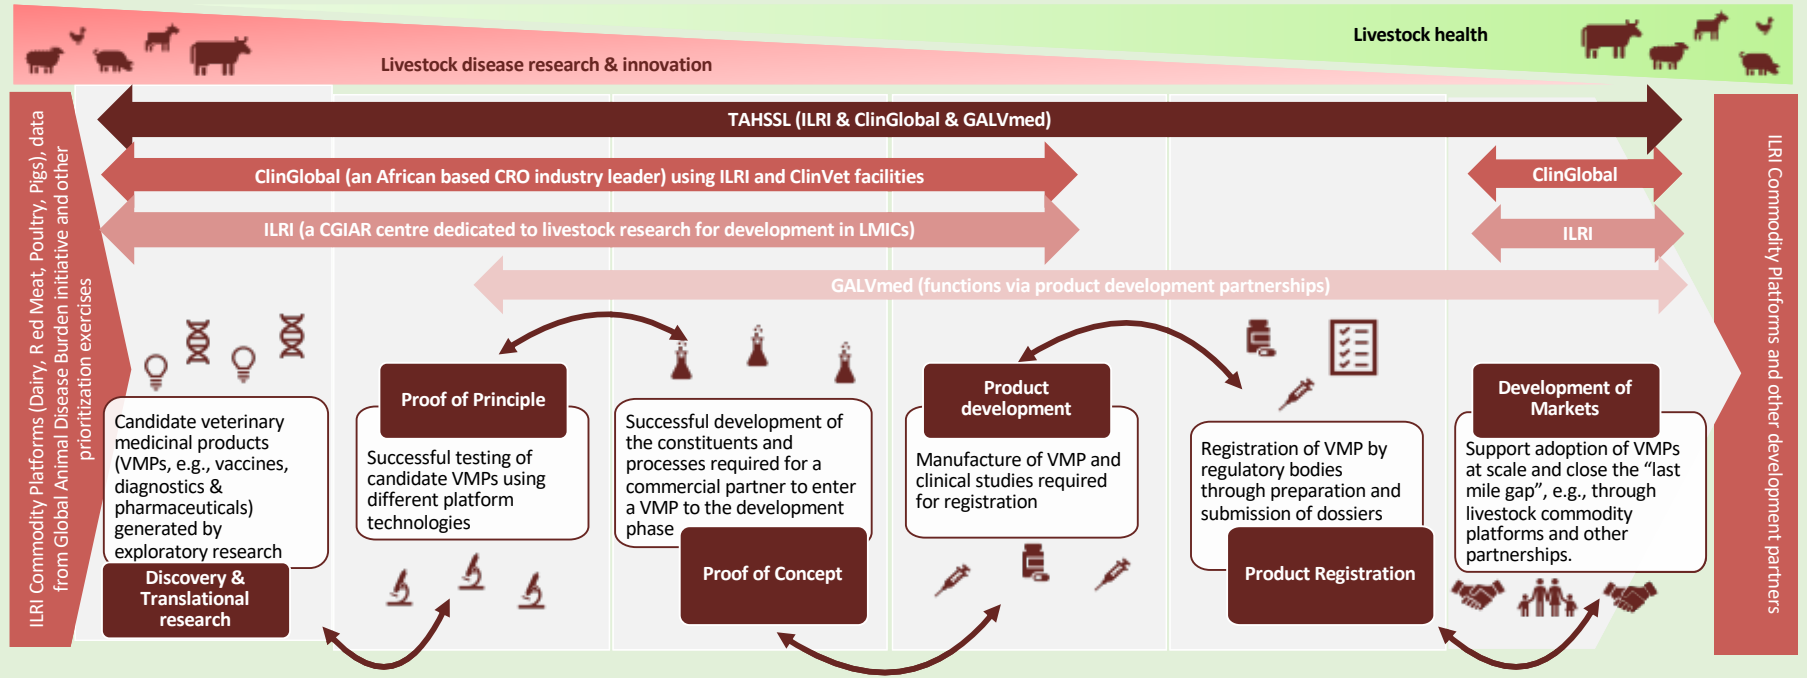 Livestock health
Livestock disease research & innovation
ILRI Commodity Platforms (Dairy, R ed Meat, Poultry, Pigs), data
from Global Animal Disease Burden initiative and other
prioritization exercises
TAHSSL (ILRI & ClinGlobal & GALVmed)
ClinGlobal (an African based CRO industry leader) using ILRI and ClinVet facilities
ClinGlobal
ILRI (a CGIAR centre dedicated to livestock research for development in LMICs)
ILRI
GALVmed (functions via product development partnerships)
Candidate veterinary
medicinal products
(VMPs, e.g., vaccines,
diagnostics &
pharmaceuticals)
generated by
exploratory research
Discovery &
Translational
research
Proof of Principle
Successful testing of
candidate VMPs using
different platform
technologies
Successful development of
the constituents and
processes required for a
commercial partner to enter
a VMP to the development
phase
Proof of Concept
Product
development
Manufacture of VMP and
clinical studies required
for registration
Registration of VMP by
regulatory bodies
through preparation and
submission of dossiers
Product Registration
Development of
Markets
Support adoption of VMPs
at scale and close the “last
mile gap”, e.g., through
livestock commodity
platforms and other
partnerships.
ILRI Commodity Platforms and other development partners